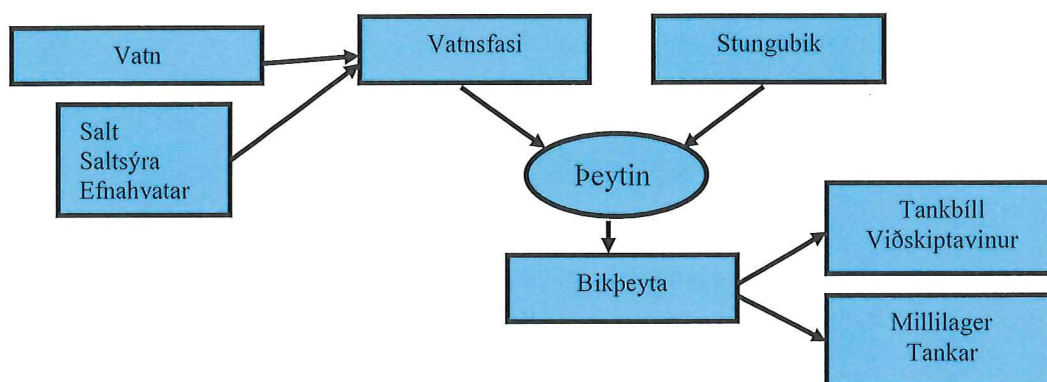 Vatn
Vatnsfasi
Stungubik
Salt
Saltsýra
Efnahvatar
Þeytin
Bikþeyta
Tankbíll
Viðskiptavinur
Millilager
Tankar